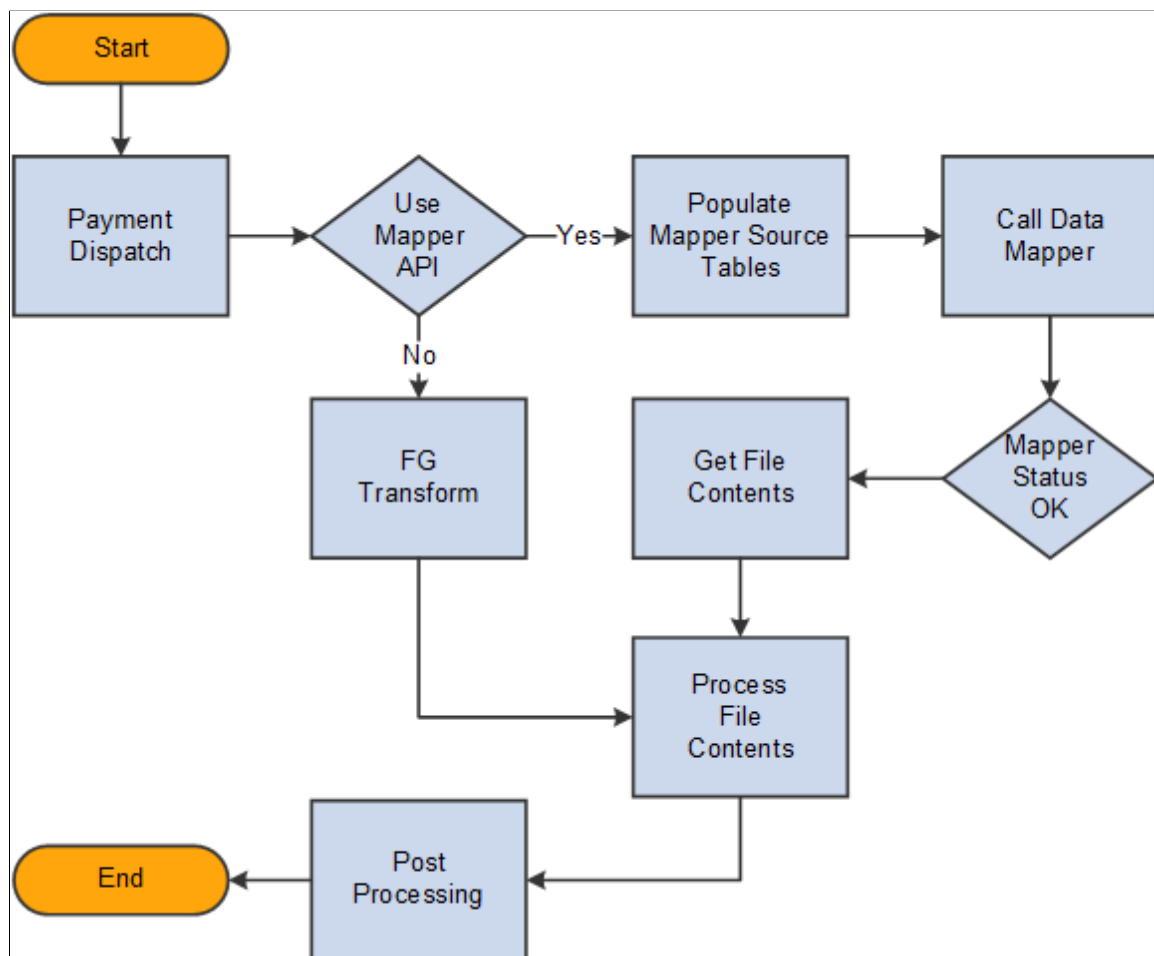 Start
Payment
Dispatch
Use
Mapper
API
Yes
Populate
Mapper Source
Tables
Call Data
Mapper
No
FG
Transform
Get File
Contents
Mapper
Status
OK
Process
File
Contents
Post
Processing
End